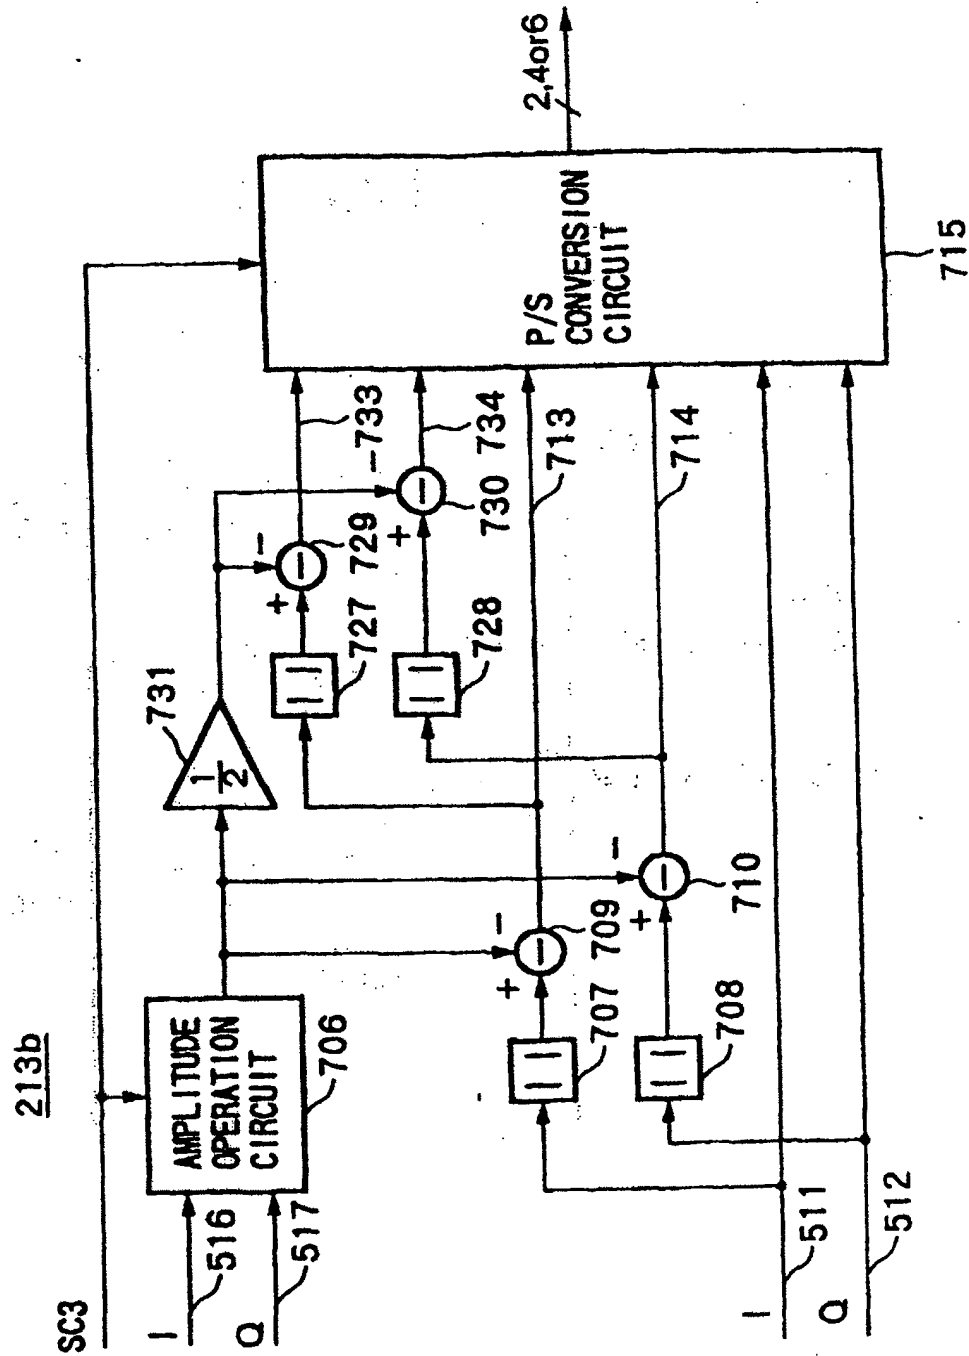 213b
SC3
I
516
Q
517
AMPLITUDE
OPERATION
CIRCUIT
706
1/2
731
I
511
Q
512
707
708
+
−
−
709
+
−
−
710
| |
727
| |
728
| |
| |
+
−
−
729
+
−
−
730
733
734
713
714
P/S
CONVERSION
CIRCUIT
715
2,4or6